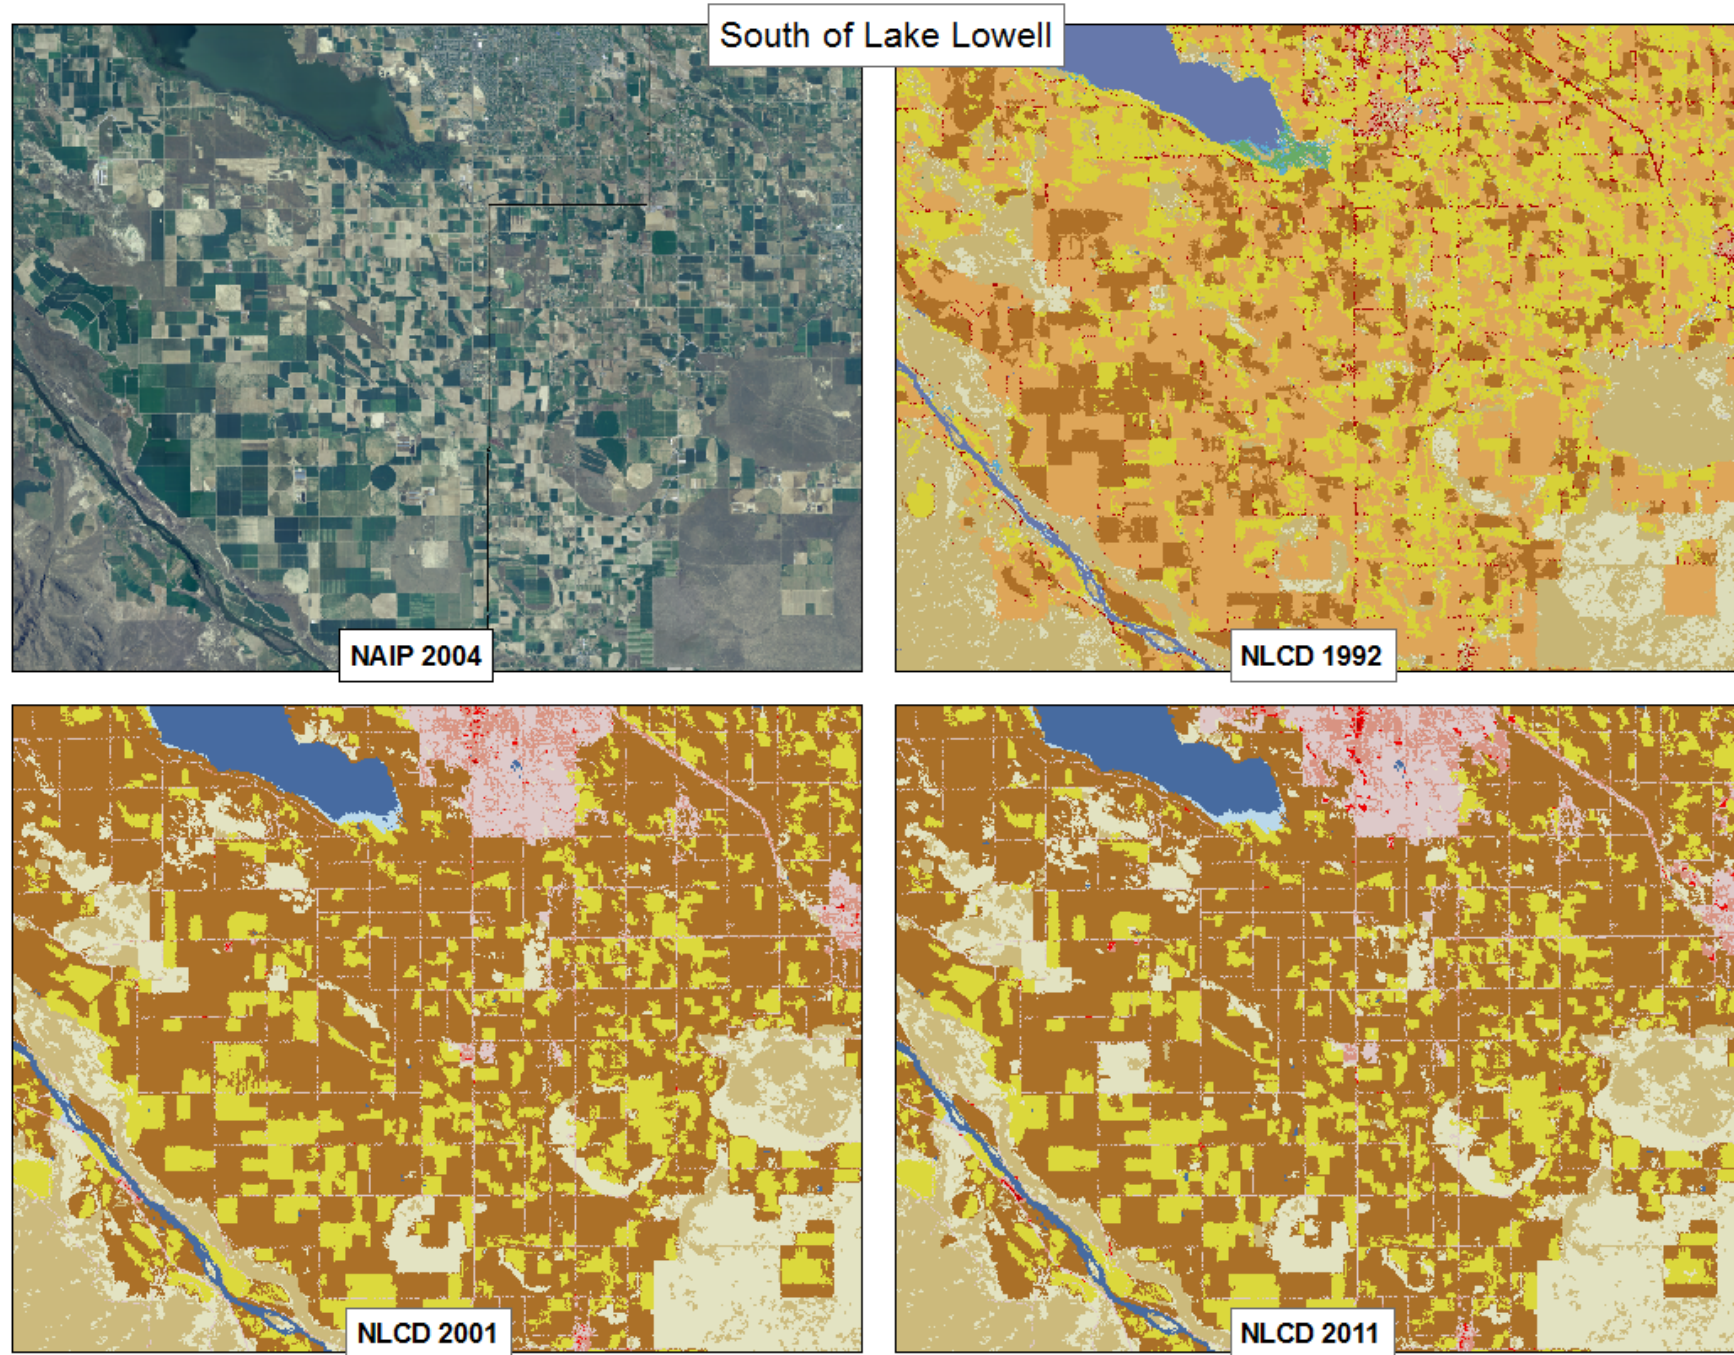 South of Lake Lowell
NAIP 2004
NLCD 1992
NLCD 2001
NLCD 2011